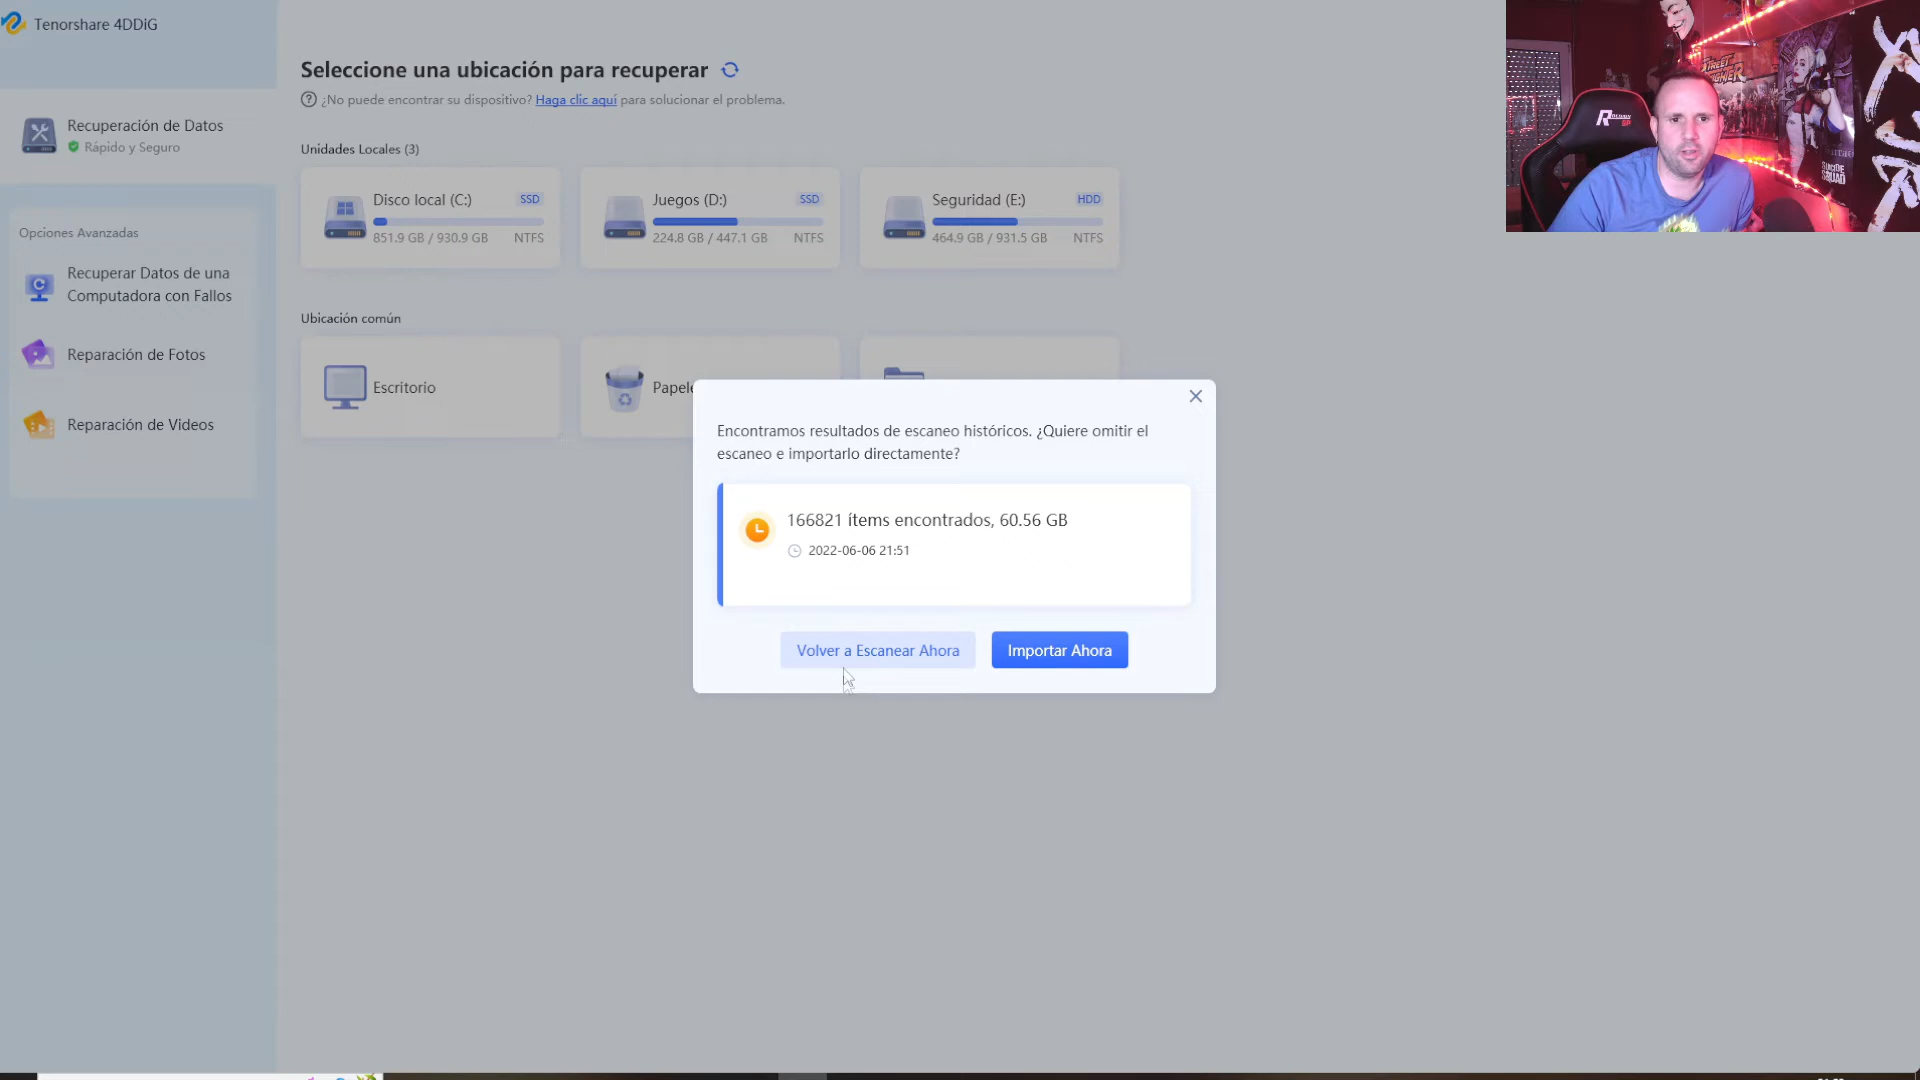 Tenorshare 4DDiG
Seleccione una ubicación para recuperar
¿No puede encontrar su dispositivo? Haga clic aquí para solucionar el problema.
Recuperación de Datos
Rápido y Seguro
Opciones Avanzadas
Recuperar Datos de una
Computadora con Fallos
Reparación de Fotos
Reparación de Videos
Unidades Locales (3)
Disco local (C:) SSD
851.9 GB / 930.9 GB NTFS
Juegos (D:) SSD
224.8 GB / 447.1 GB NTFS
Seguridad (E:) HDD
464.9 GB / 931.5 GB NTFS
Ubicación común
Escritorio
Papele
Encontramos resultados de escaneo históricos. ¿Quiere omitir el
escaneo e importarlo directamente?
166821 ítems encontrados, 60.56 GB
2022-06-06 21:51
Volver a Escanear Ahora
Importar Ahora
STREET
FIGHTER
SUICIDE
SQUAD